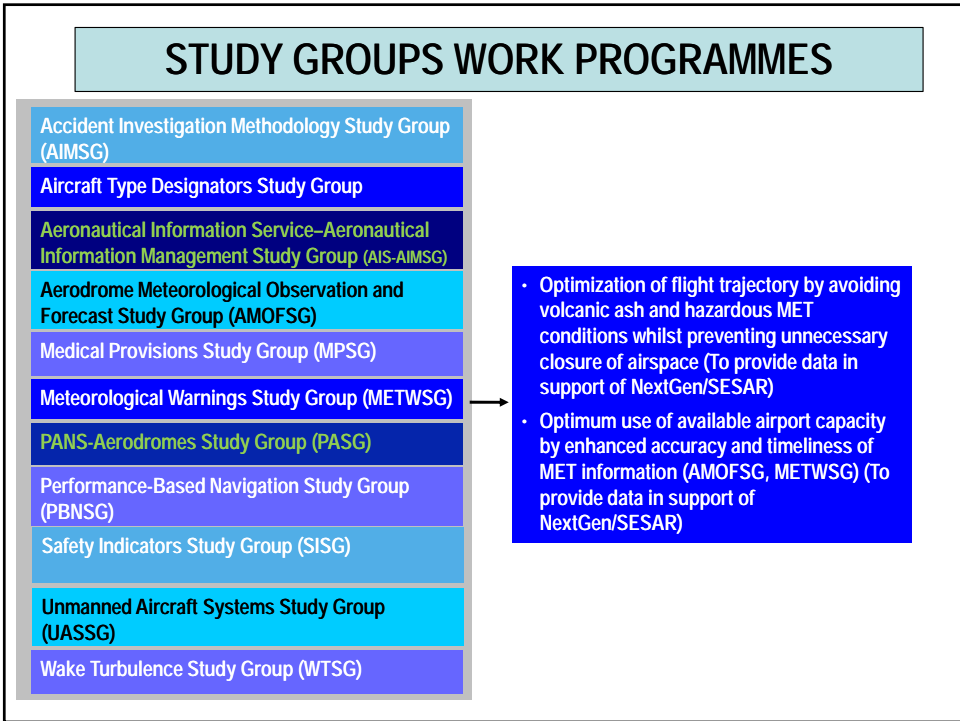 STUDY GROUPS WORK PROGRAMMES
Accident Investigation Methodology Study Group
(AIMSG)
Aircraft Type Designators Study Group
Aeronautical Information Service–Aeronautical
Information Management Study Group (AIS-AIMSG)
Aerodrome Meteorological Observation and
Forecast Study Group (AMOFSG)
Medical Provisions Study Group (MPSG)
Meteorological Warnings Study Group (METWSG)
PANS-Aerodromes Study Group (PASG)
Performance-Based Navigation Study Group
(PBNSG)
Safety Indicators Study Group (SISG)
Unmanned Aircraft Systems Study Group
(UASSG)
Wake Turbulence Study Group (WTSG)
• Optimization of flight trajectory by avoiding
volcanic ash and hazardous MET
conditions whilst preventing unnecessary
closure of airspace (To provide data in
support of NextGen/SESAR)
• Optimum use of available airport capacity
by enhanced accuracy and timeliness of
MET information (AMOFSG, METWSG) (To
provide data in support of
NextGen/SESAR)